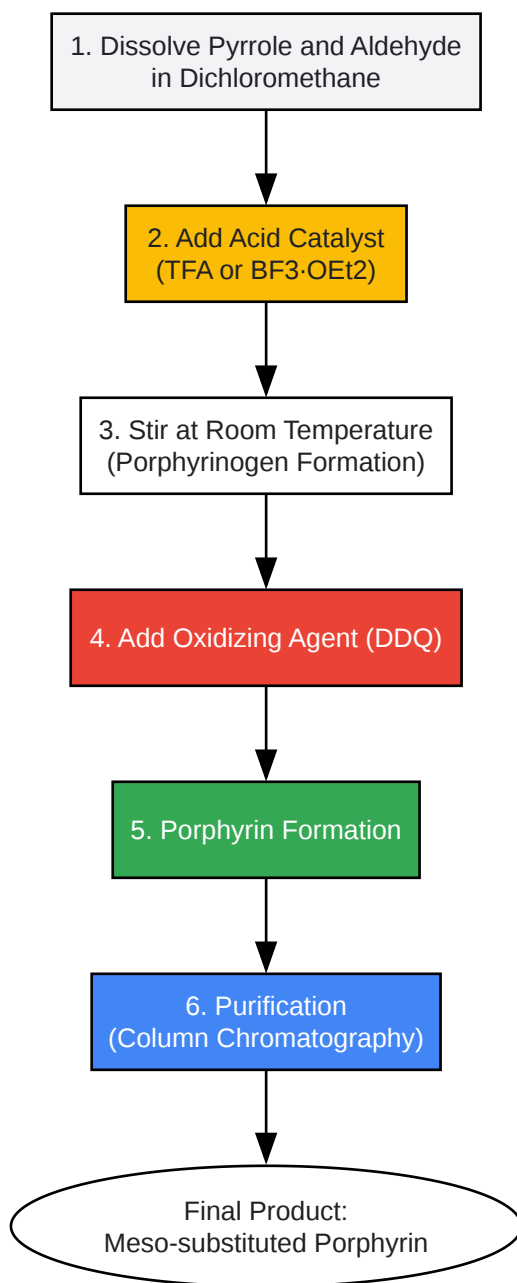 1. Dissolve Pyrrole and Aldehyde
in Dichloromethane
2. Add Acid Catalyst
(TFA or BF3·OEt2)
3. Stir at Room Temperature
(Porphyrinogen Formation)
4. Add Oxidizing Agent (DDQ)
5. Porphyrin Formation
6. Purification
(Column Chromatography)
Final Product:
Meso-substituted Porphyrin